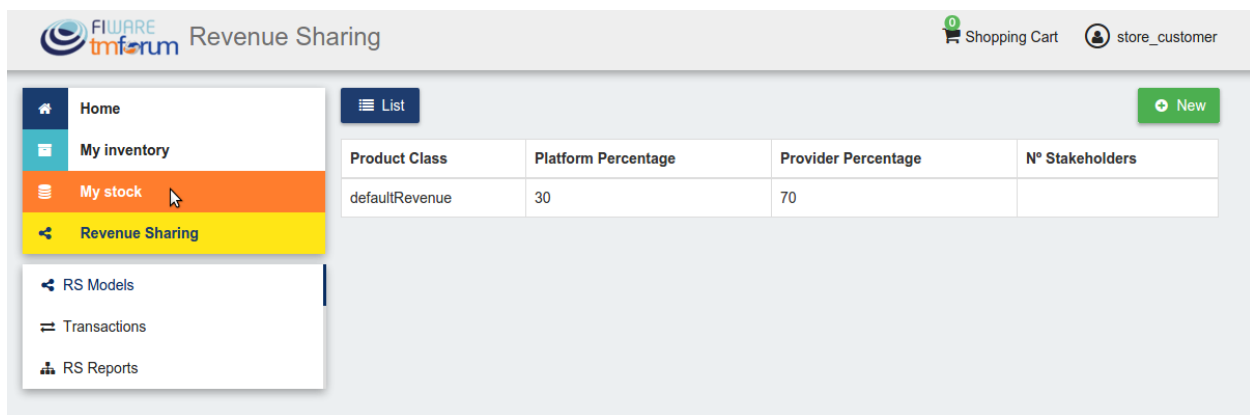 FIWARE
tmforum
Revenue Sharing
0
Shopping Cart
store_customer
Home
My inventory
My stock
Revenue Sharing
RS Models
Transactions
RS Reports
List
New
Product Class Platform Percentage Provider Percentage Nº Stakeholders
defaultRevenue 30 70